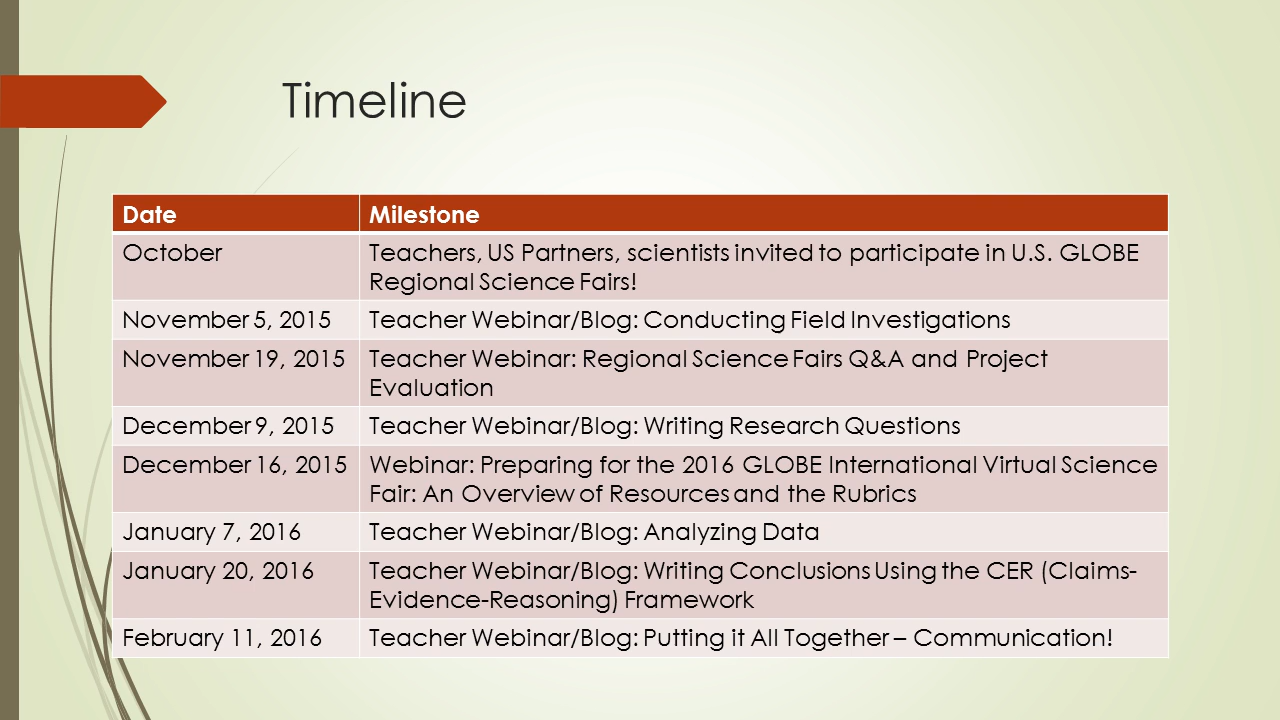 Timeline
Date Milestone
October Teachers, US Partners, scientists invited to participate in U.S. GLOBE
Regional Science Fairs!
November 5, 2015 Teacher Webinar/Blog: Conducting Field Investigations
November 19, 2015 Teacher Webinar: Regional Science Fairs Q&A and Project
Evaluation
December 9, 2015 Teacher Webinar/Blog: Writing Research Questions
December 16, 2015 Webinar: Preparing for the 2016 GLOBE International Virtual Science
Fair: An Overview of Resources and the Rubrics
January 7, 2016 Teacher Webinar/Blog: Analyzing Data
January 20, 2016 Teacher Webinar/Blog: Writing Conclusions Using the CER (Claims-
Evidence-Reasoning) Framework
February 11, 2016 Teacher Webinar/Blog: Putting it All Together – Communication!